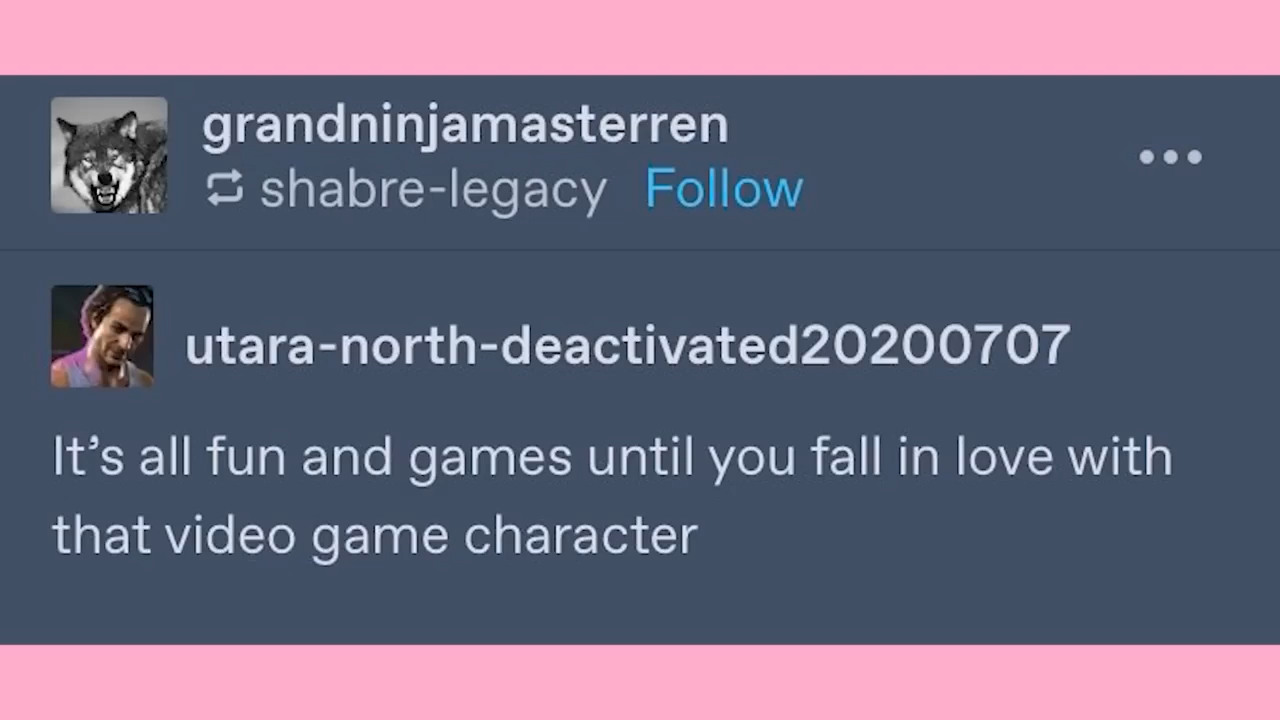 grandninjamasterren
shabre-legacy Follow
utara-north-deactivated20200707
It’s all fun and games until you fall in love with
that video game character